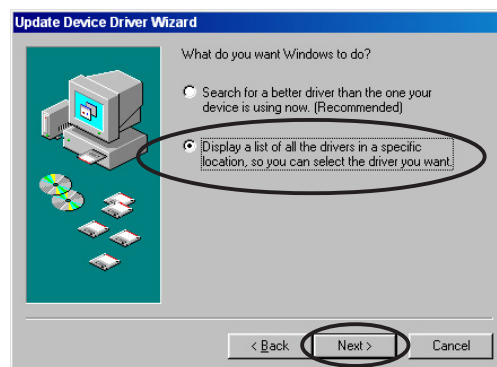 Update Device Driver Wizard
What do you want Windows to do?
Search for a better driver than the one your
device is using now. (Recommended)
Display a list of all the drivers in a specific
location, so you can select the driver you want.
< Back
Next >
Cancel